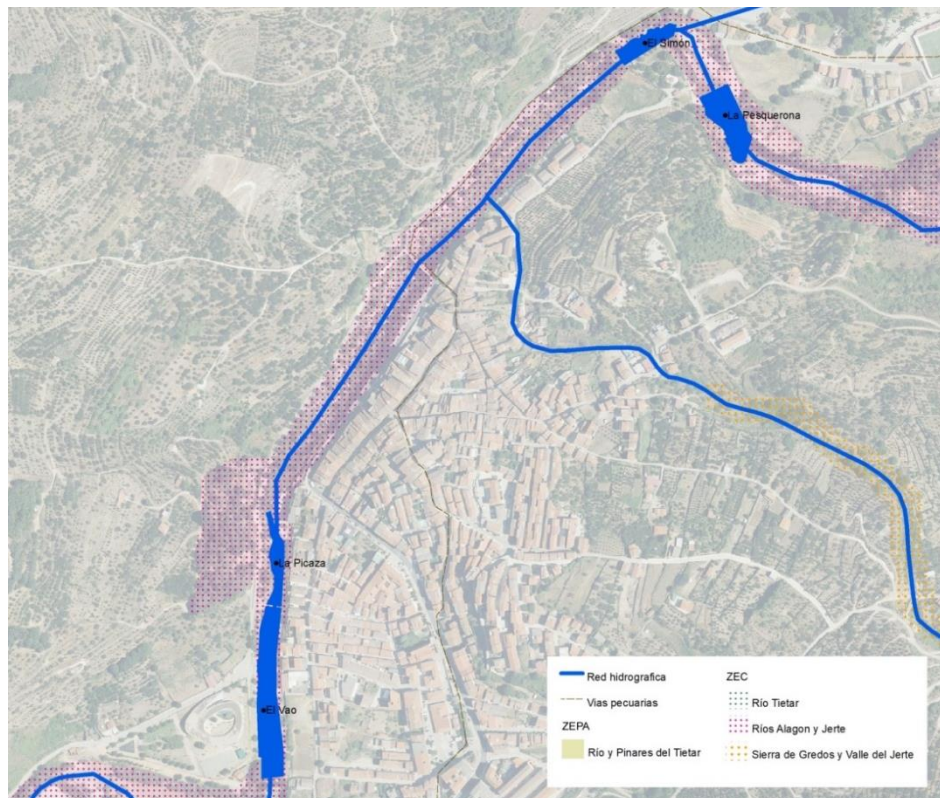 El Simón
La Pesquerona
La Picaza
El Vao
Red hidrografica
Vias pecuarias
ZEPA
Río y Pinares del Tietar
ZEC
Río Tietar
Ríos Alagon y Jerte
Sierra de Gredos y Valle del Jerte